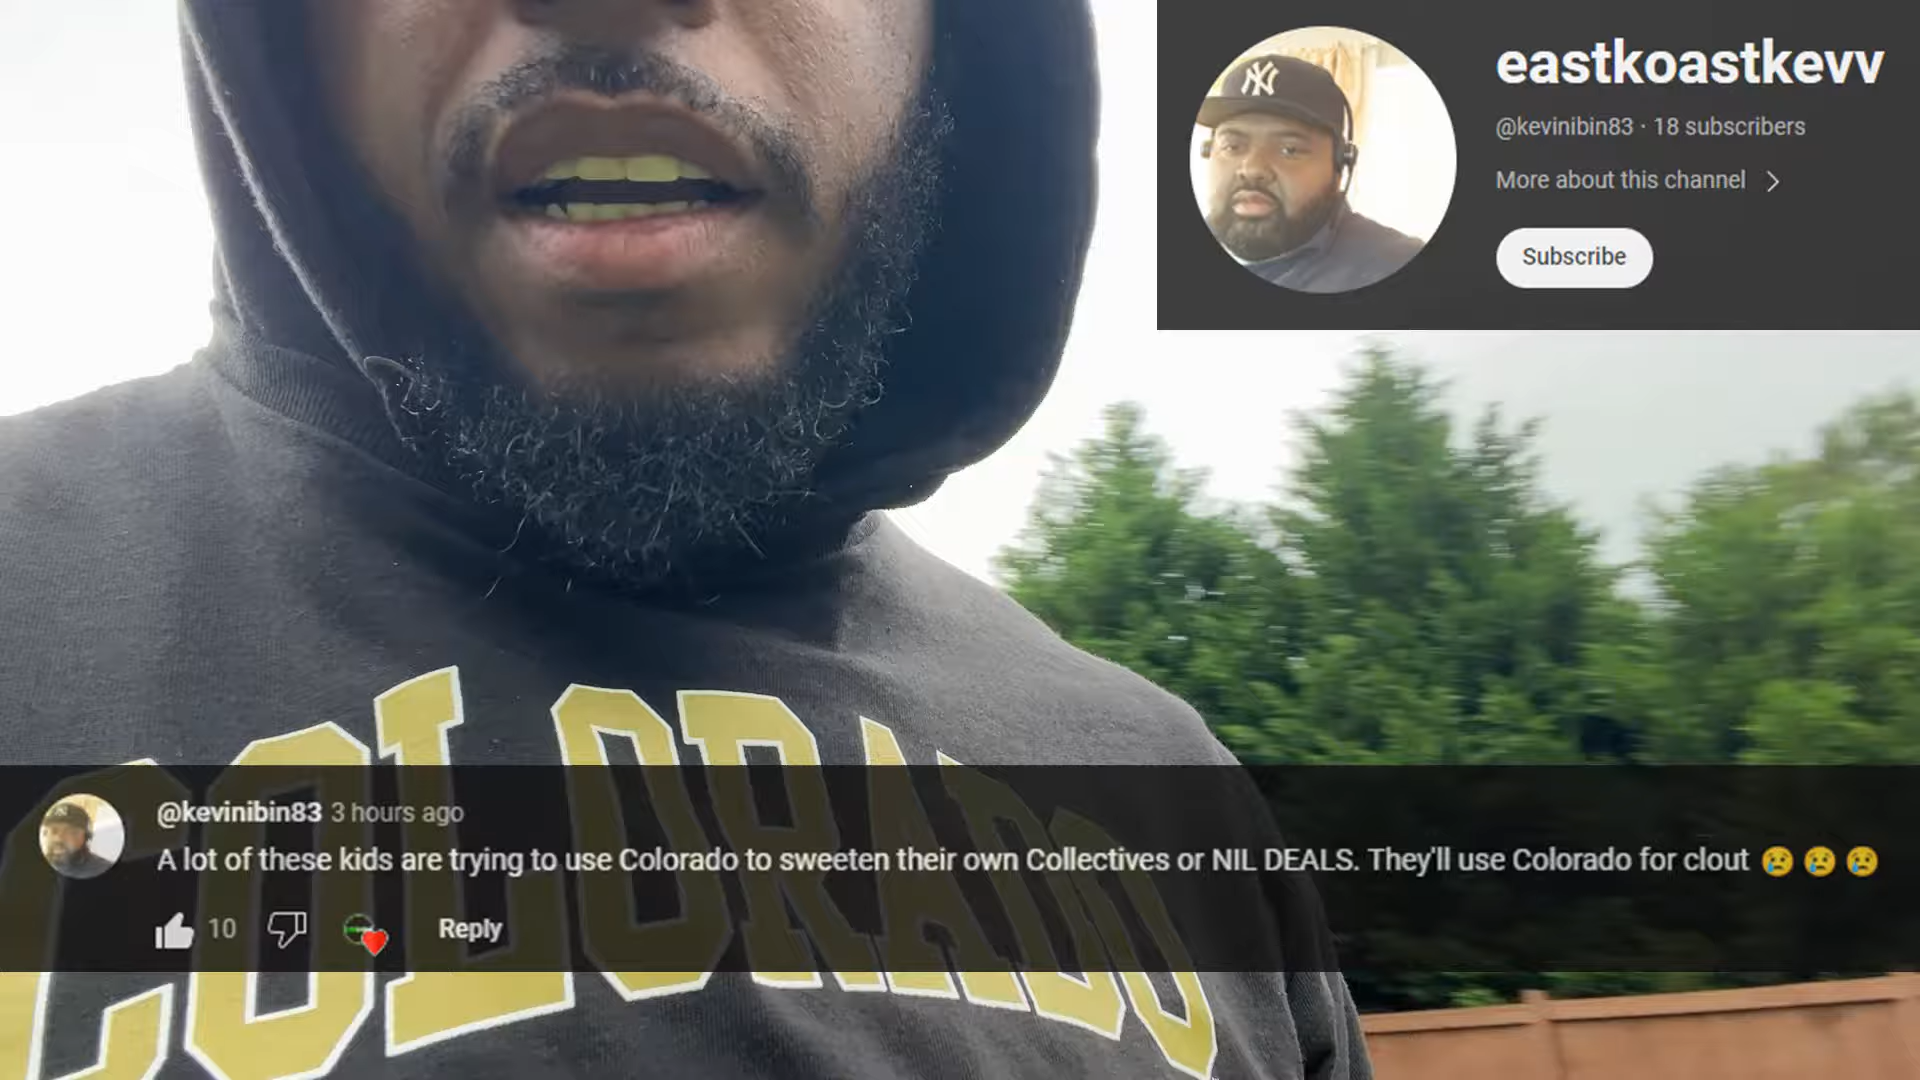 NY
eastkoastkevv
@kevinibin83 · 18 subscribers
More about this channel
Subscribe
COLORADO
@kevinibin83 3 hours ago
A lot of these kids are trying to use Colorado to sweeten their own Collectives or NIL DEALS. They'll use Colorado for clout 😢 😢 😢
10
Reply